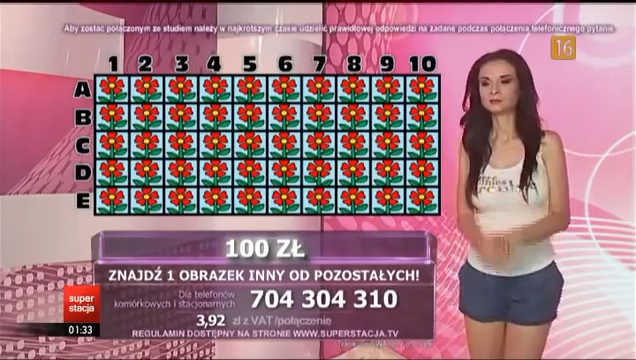 Aby zostać połączonym ze studiem należy w najkrótszym czasie udzielić prawidłowej odpowiedzi na zadane podczas połączenia telefonicznego pytanie.
16
1 2 3 4 5 6 7 8 9 10
A
B
C
D
E
100 ZŁ
ZNAJDŹ 1 OBRAZEK INNY OD POZOSTAŁYCH!
Dla telefonów
komórkowych i stacjonarnych
704 304 310
3,92 zł z VAT/połączenie
REGULAMIN DOSTĘPNY NA STRONIE WWW.SUPERSTACJA.TV
super
stacja
01:33